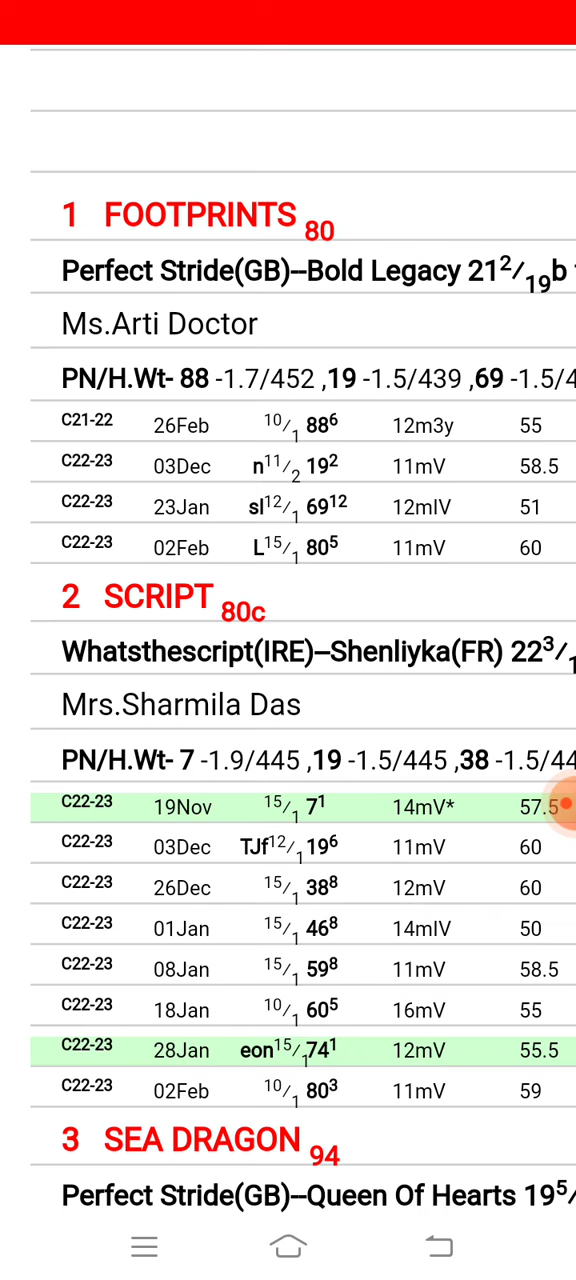 1 FOOTPRINTS 80
Perfect Stride(GB)--Bold Legacy 21²/₁₉b
Ms.Arti Doctor
PN/H.Wt- 88 -1.7/452 ,19 -1.5/439 ,69 -1.5/4
C21-22 26Feb ¹⁰/₁ 88⁶ 12m3y 55
C22-23 03Dec n¹¹/₂ 19² 11mV 58.5
C22-23 23Jan sl¹²/₁ 69¹² 12mIV 51
C22-23 02Feb L¹⁵/₁ 80⁵ 11mV 60
2 SCRIPT 80c
Whatsthescript(IRE)--Shenliyka(FR) 22³/₁
Mrs.Sharmila Das
PN/H.Wt- 7 -1.9/445 ,19 -1.5/445 ,38 -1.5/44
C22-23 19Nov ¹⁵/₁ 7¹ 14mV* 57.5
C22-23 03Dec TJf¹²/₁ 19⁶ 11mV 60
C22-23 26Dec ¹⁵/₁ 38⁸ 12mV 60
C22-23 01Jan ¹⁵/₁ 46⁸ 14mIV 50
C22-23 08Jan ¹⁵/₁ 59⁸ 11mV 58.5
C22-23 18Jan ¹⁰/₁ 60⁵ 16mV 55
C22-23 28Jan eon¹⁵/₁ 74¹ 12mV 55.5
C22-23 02Feb ¹⁰/₁ 80³ 11mV 59
3 SEA DRAGON 94
Perfect Stride(GB)--Queen Of Hearts 19⁵/